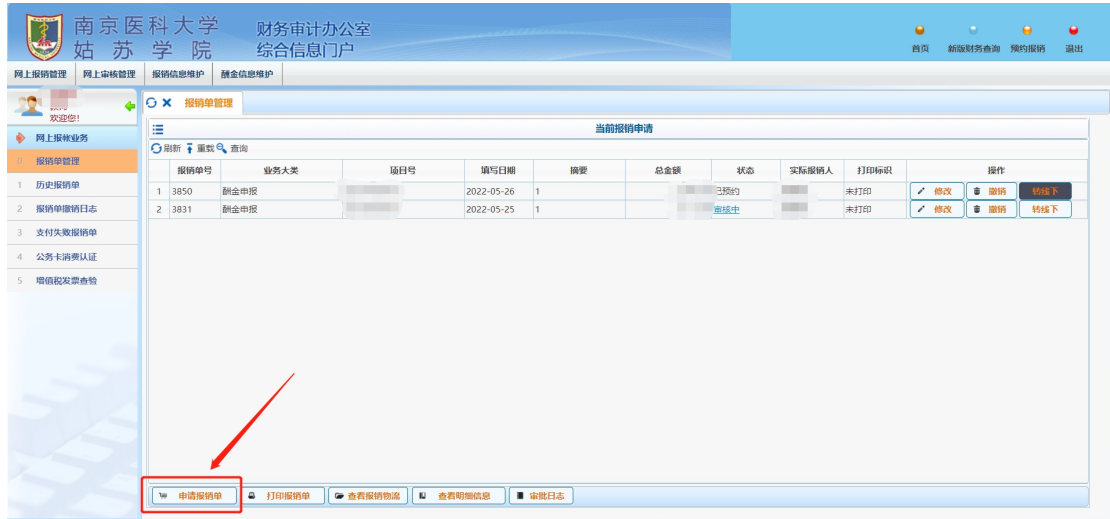 南京医科大学
姑苏学院
财务审计办公室
综合信息门户
首页 新版财务查询 预约报销 退出
网上报销管理 网上审核管理 报销信息维护 酬金信息维护
欢迎您!
网上报帐业务
0 报销单管理
1 历史报销单
2 报销单撤销日志
3 支付失败报销单
4 公务卡消费认证
5 增值税发票查验
报销单管理
当前报销申请
刷新 重载 查询
报销单号 业务大类 项目号 填写日期 摘要 总金额 状态 实际报销人 打印标识 操作
1 3850 酬金申报 2022-05-26 1 已预约 未打印 修改 撤销 转线下
2 3831 酬金申报 2022-05-25 1 审核中 未打印 修改 撤销 转线下
申请报销单 打印报销单 查看报销物流 查看明细信息 审批日志